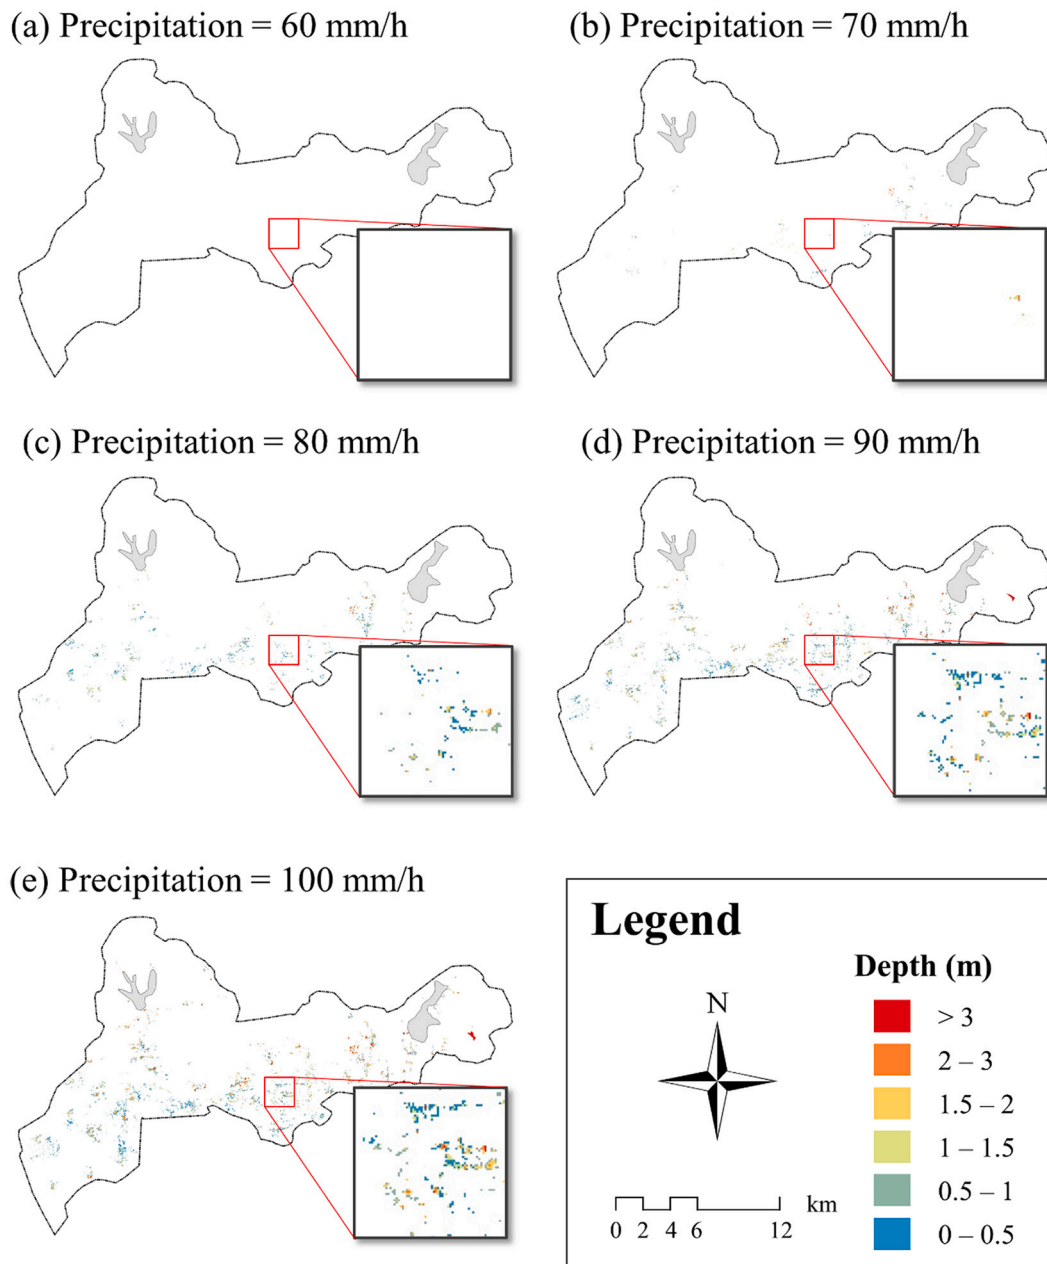 (a) Precipitation = 60 mm/h
(b) Precipitation = 70 mm/h
(c) Precipitation = 80 mm/h
(d) Precipitation = 90 mm/h
(e) Precipitation = 100 mm/h
Legend
Depth (m)
N
> 3
2 – 3
1.5 – 2
1 – 1.5
0.5 – 1
0 – 0.5
km
0 2 4 6 12